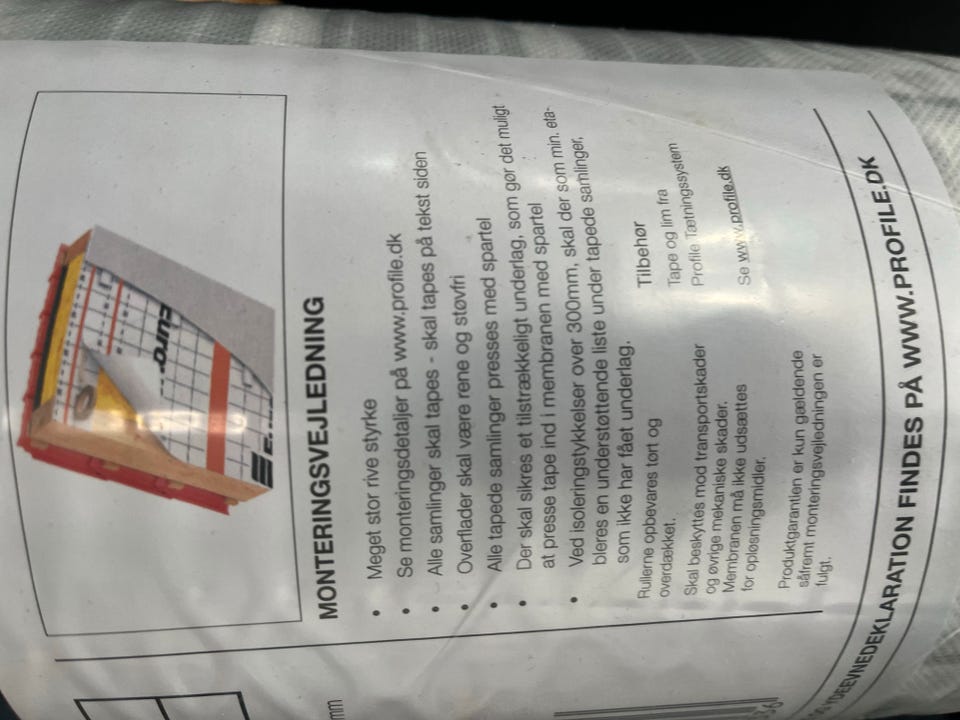 MONTERINGSVEJLEDNING
• Meget stor rive styrke
• Se monteringsdetaljer på www.profile.dk
• Alle samlinger skal tapes - skal tapes på tekst siden
• Overflader skal være rene og støvfri
• Alle tapede samlinger presses med spartel
• Der skal sikres et tilstrækkeligt underlag, som gør det muligt
at presse tape ind i membranen med spartel
• Ved isoleringstykkelser over 300mm, skal der som min. eta-
bleres en understøttende liste under tapede samlinger,
som ikke har fået underlag.
Rullerne opbevares tørt og
overdækket.
Skal beskyttes mod transportskader
og øvrige mekaniske skader.
Membranen må ikke udsættes
for opløsningsmidler.
Produktgarantien er kun gældende
såfremt monteringsvejledningen er
fulgt.
Tilbehør
Tape og lim fra
Profile Tætningssystem
Se www.profile.dk
YDEEVNEDEKLARATION FINDES PÅ WWW.PROFILE.DK
mm